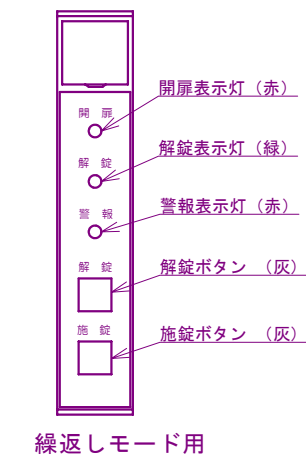 開扉表示灯（赤）
開 扉
解錠表示灯（緑）
解 錠
警報表示灯（赤）
警 報
解錠ボタン （灰）
解 錠
施錠ボタン （灰）
施 錠
繰返しモード用